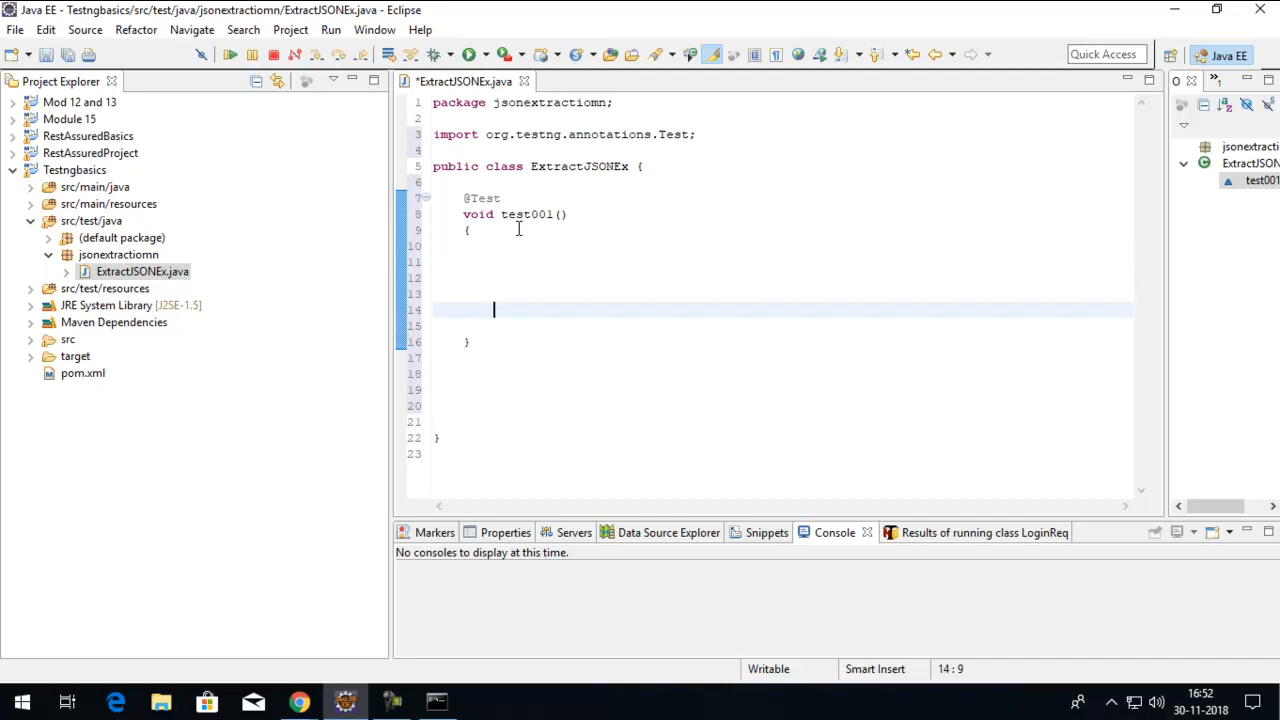 Java EE - Testngbasics/src/test/java/jsonextractiomn/ExtractJSONEx.java - Eclipse
File Edit Source Refactor Navigate Search Project Run Window Help
Quick Access
Java EE
Project Explorer
*ExtractJSONEx.java
O
1
Mod 12 and 13
Module 15
RestAssuredBasics
RestAssuredProject
Testngbasics
src/main/java
src/main/resources
src/test/java
(default package)
jsonextractiomn
ExtractJSONEx.java
src/test/resources
JRE System Library [J2SE-1.5]
Maven Dependencies
src
target
pom.xml
1 package jsonextractiomn;
2
3 import org.testng.annotations.Test;
4
5 public class ExtractJSONEx {
6
7 @Test
8 void test001()
9 {
10
11
12
13
14
15
16 }
17
18
19
20
21
22 }
23
jsonextracti
ExtractJSON
test001
Markers Properties Servers Data Source Explorer Snippets Console Results of running class LoginReq
No consoles to display at this time.
Writable Smart Insert 14 : 9
16:52
30-11-2018